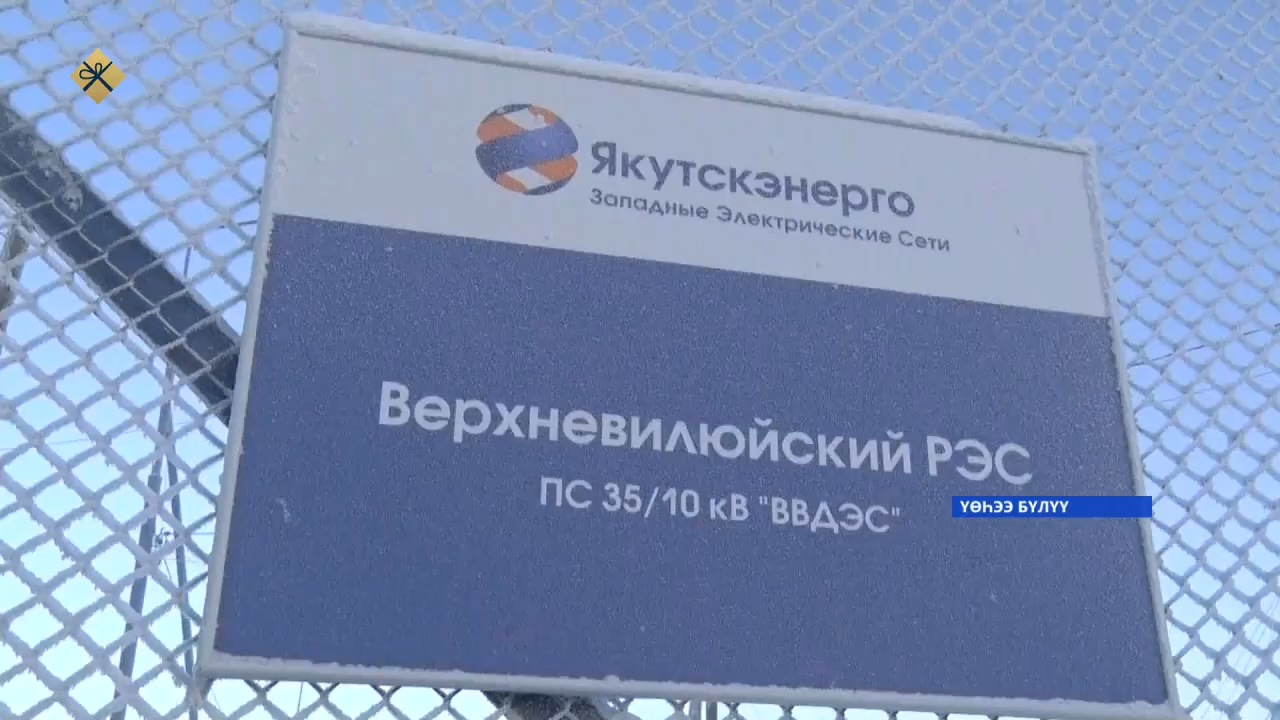 Якутскэнерго
Западные Электрические Сети
Верхневилюйский РЭС
ПС 35/10 кВ "ВВДЭС"
ҮӨҺЭЭ БҮЛҮҮ